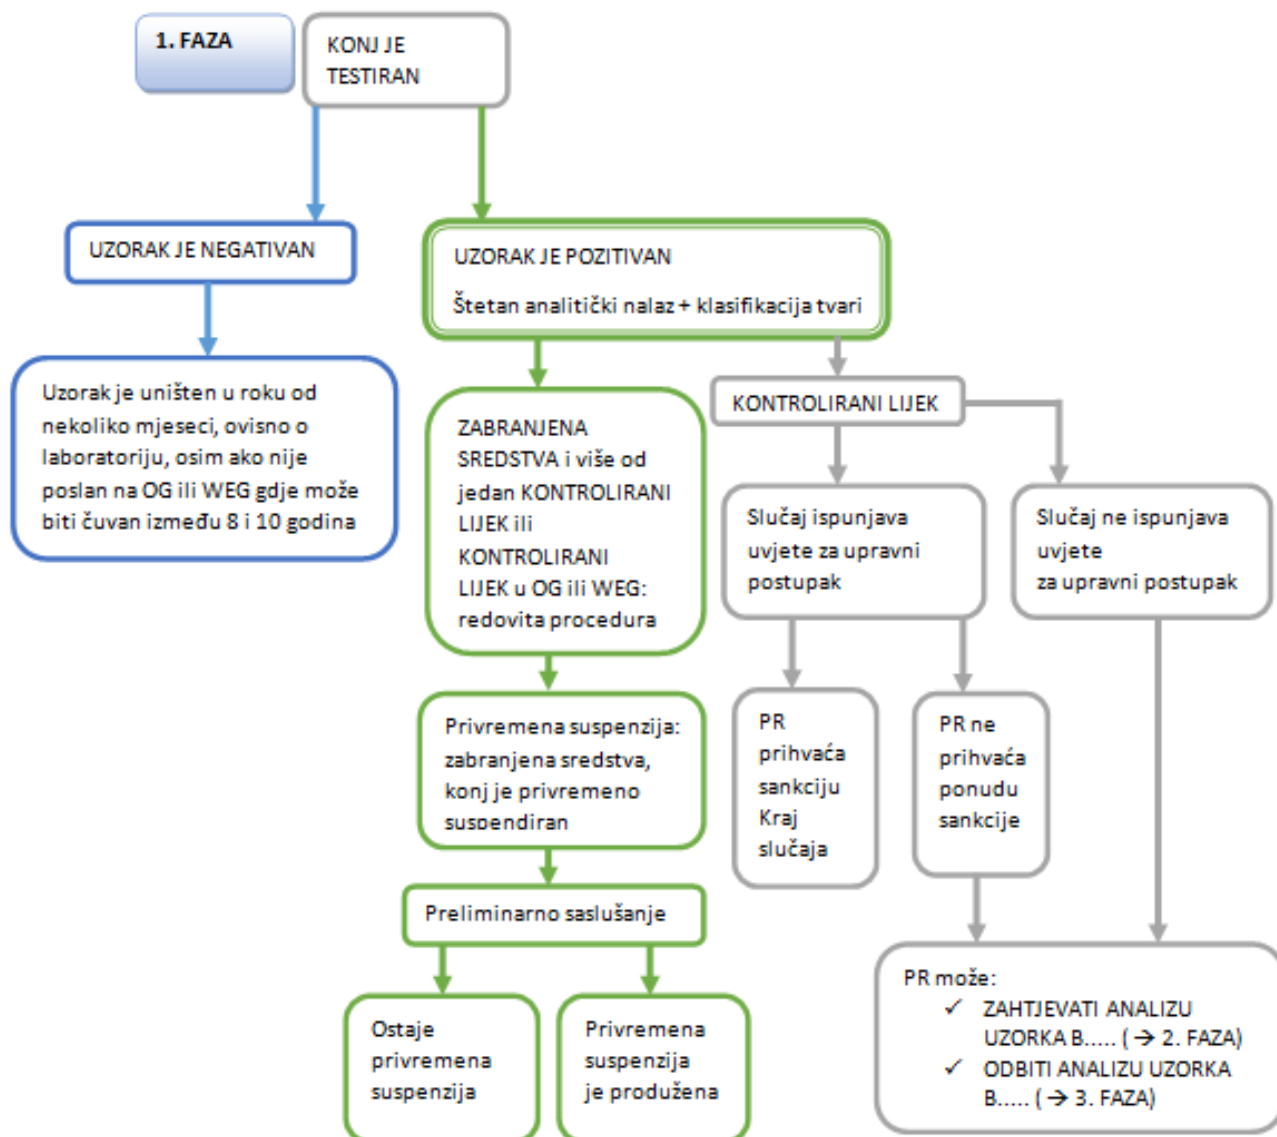 1. FAZA
KONJ JE
TESTIRAN
UZORAK JE NEGATIVAN
UZORAK JE POZITIVAN
Štetan analitički nalaz + klasifikacija tvari
Uzorak je uništen u roku od
nekoliko mjeseci, ovisno o
laboratoriju, osim ako nije
poslan na OG ili WEG gdje može
biti čuvan između 8 i 10 godina
ZABRANJENA
SREDSTVA i više od
jedan KONTROLIRANI
LIJEK ili
KONTROLIRANI
LIJEK u OG ili WEG:
redovita procedura
KONTROLIRANI LIJEK
Slučaj ispunjava
uvjete za upravni
postupak
Slučaj ne ispunjava
uvjete
za upravni postupak
Privremena suspenzija:
zabranjena sredstva,
konj je privremeno
suspendiran
PR
prihvaća
sankciju
Kraj
slučaja
PR ne
prihvaća
ponudu
sankcije
Preliminarno saslušanje
Ostaje
privremena
suspenzija
Privremena
suspenzija
je produžena
PR može:
✓ ZAHTJEVATI ANALIZU
UZORKA B..... ( → 2. FAZA)
✓ ODBITI ANALIZU UZORKA
B..... ( → 3. FAZA)